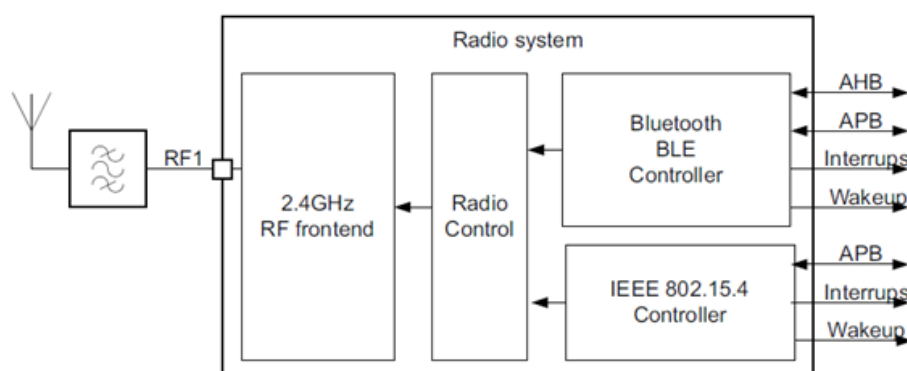 Radio system
RF1
2.4GHz
RF frontend
Radio
Control
Bluetooth
BLE
Controller
AHB
APB
Interrups
Wakeup
IEEE 802.15.4
Controller
APB
Interrups
Wakeup